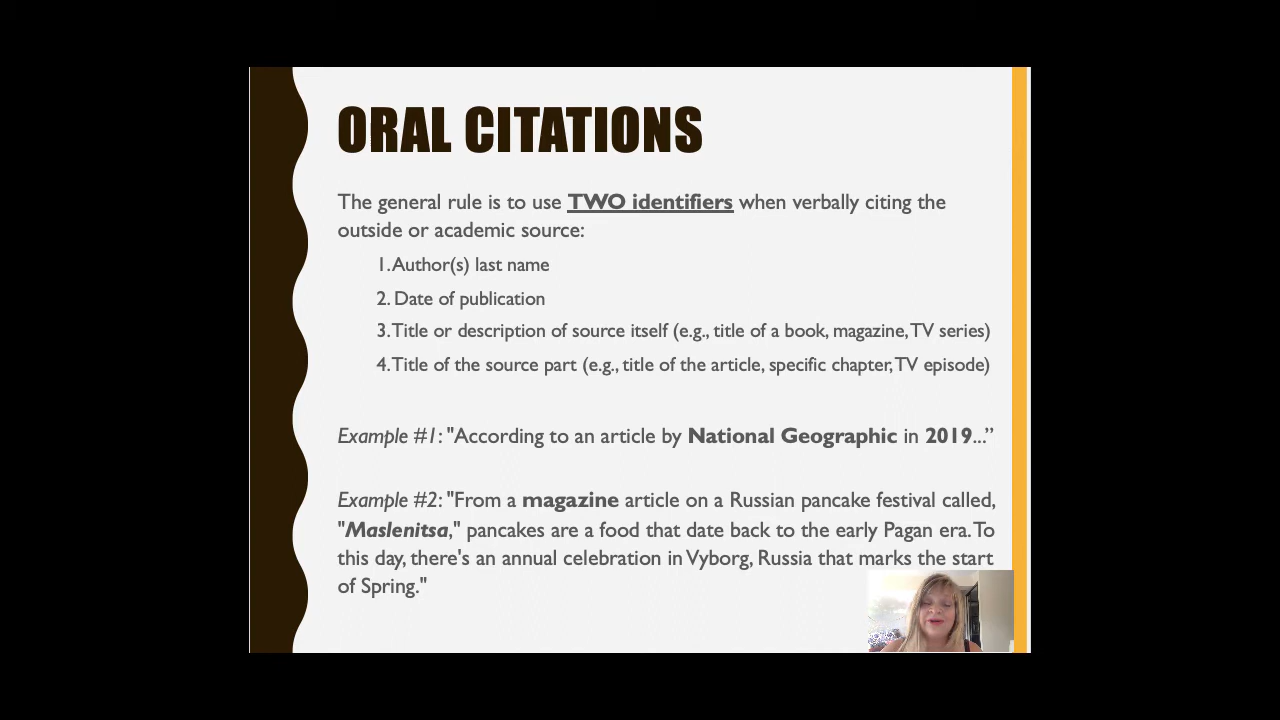 ORAL CITATIONS
The general rule is to use TWO identifiers when verbally citing the
outside or academic source:
1. Author(s) last name
2. Date of publication
3. Title or description of source itself (e.g., title of a book, magazine, TV series)
4. Title of the source part (e.g., title of the article, specific chapter, TV episode)
Example #1: "According to an article by National Geographic in 2019...”
Example #2: "From a magazine article on a Russian pancake festival called,
"Maslenitsa," pancakes are a food that date back to the early Pagan era. To
this day, there's an annual celebration in Vyborg, Russia that marks the start
of Spring."